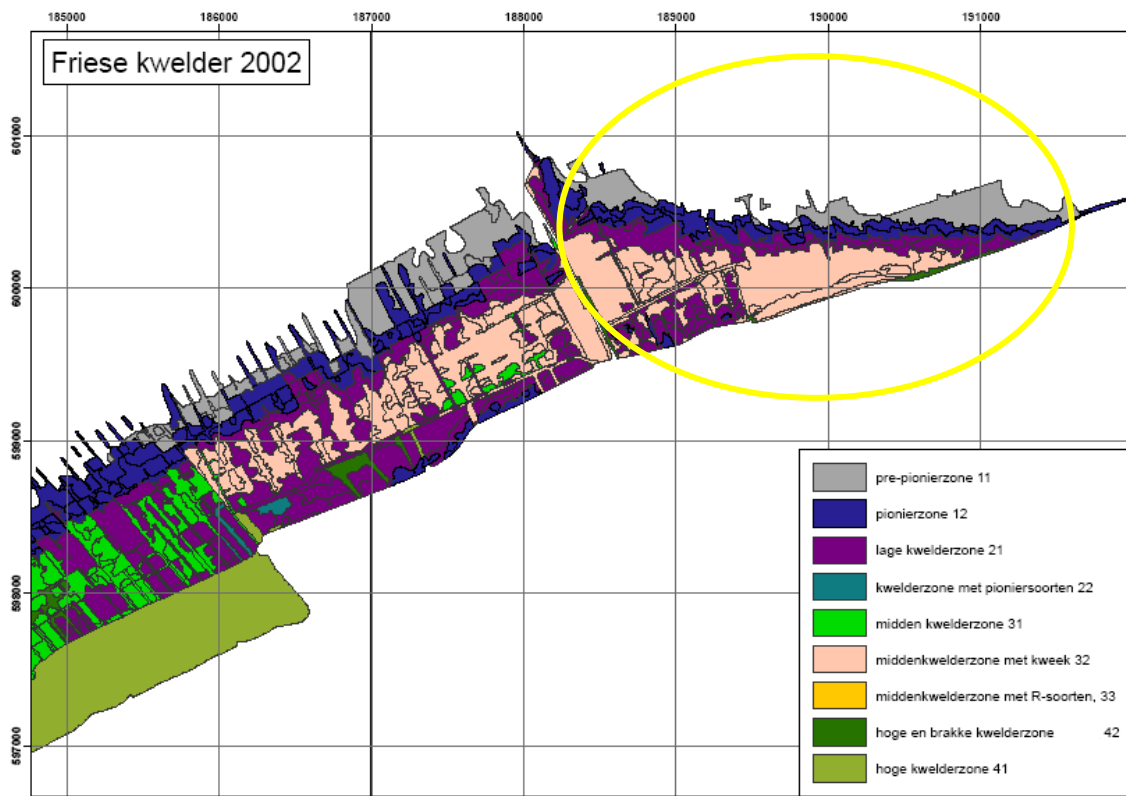 185000 186000 187000 188000 189000 190000 191000
Friese kwelder 2002
601000
600000
599000
598000
597000
pre-pionierzone 11
pionierzone 12
lage kwelderzone 21
kwelderzone met pioniersoorten 22
midden kwelderzone 31
middenkwelderzone met kweek 32
middenkwelderzone met R-soorten, 33
hoge en brakke kwelderzone 42
hoge kwelderzone 41